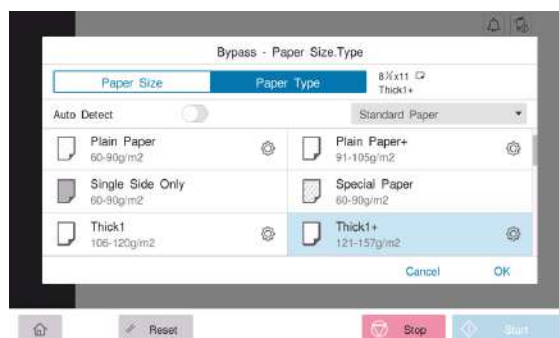 Bypass - Paper Size.Type
Paper Size
Paper Type
8½x11
Thick1+
Auto Detect
Standard Paper
Plain Paper
60-90g/m2
Plain Paper+
91-105g/m2
Single Side Only
60-90g/m2
Special Paper
60-90g/m2
Thick1
106-120g/m2
Thick1+
121-157g/m2
Cancel
OK
Reset
Stop
Start